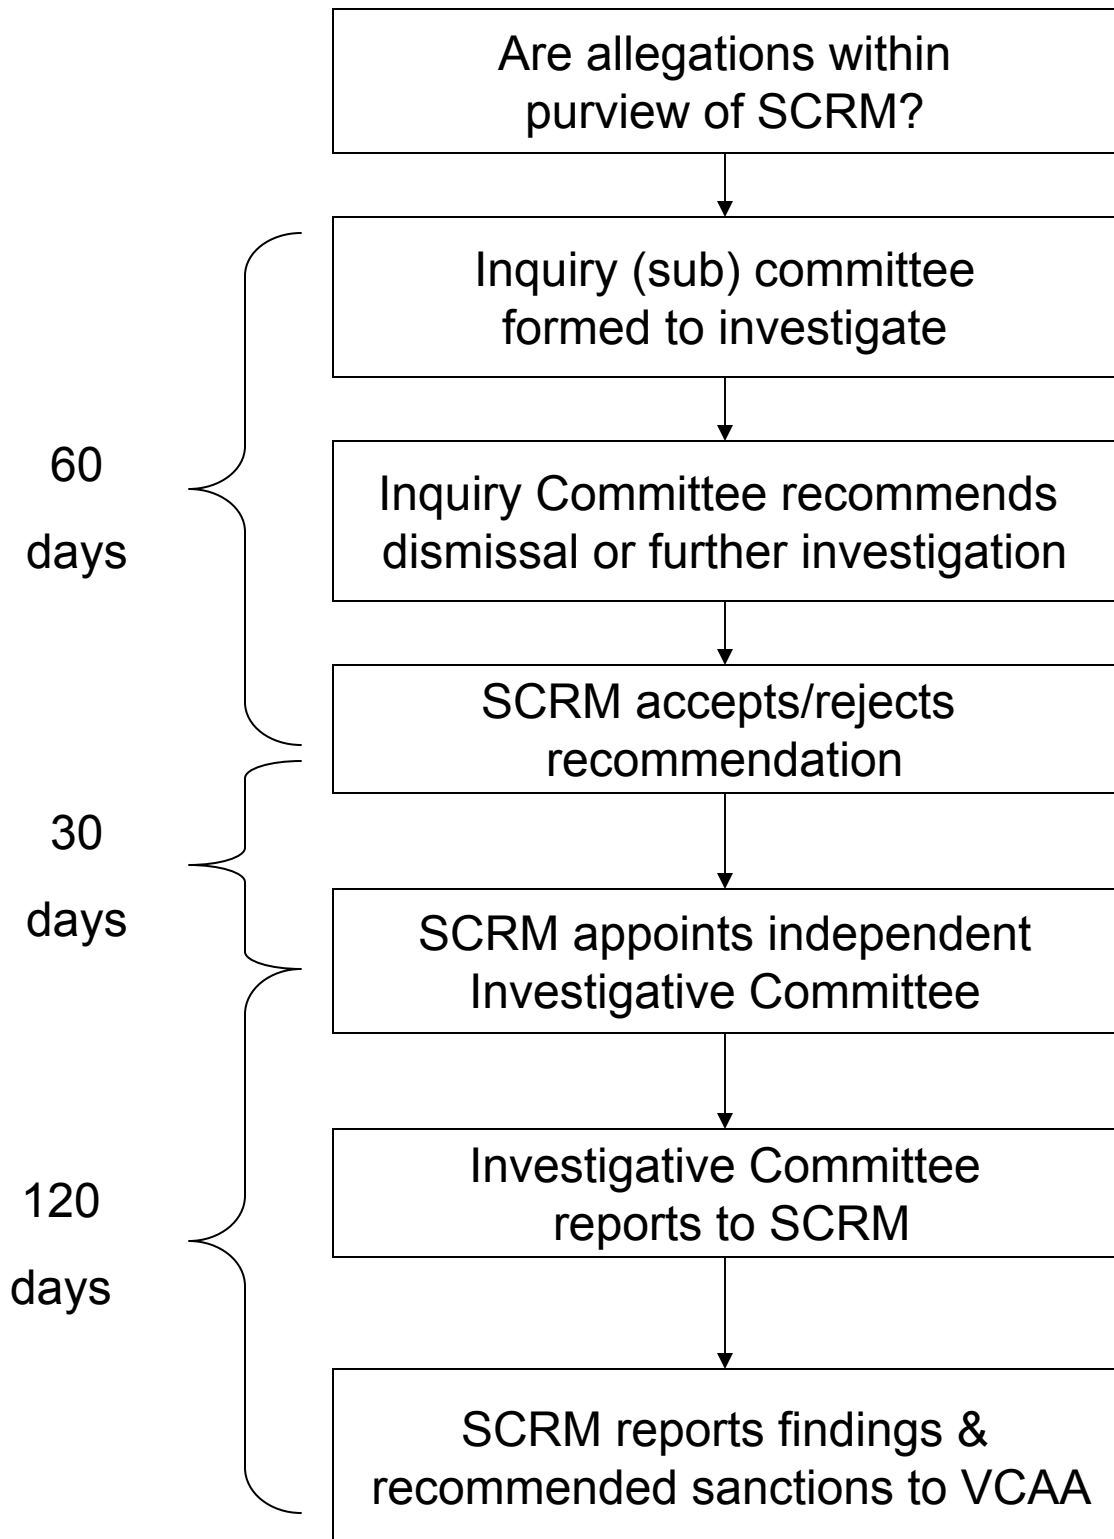 Are allegations within
purview of SCRM?
Inquiry (sub) committee
formed to investigate
60
days
Inquiry Committee recommends
dismissal or further investigation
SCRM accepts/rejects
recommendation
30
days
SCRM appoints independent
Investigative Committee
120
days
Investigative Committee
reports to SCRM
SCRM reports findings &
recommended sanctions to VCAA